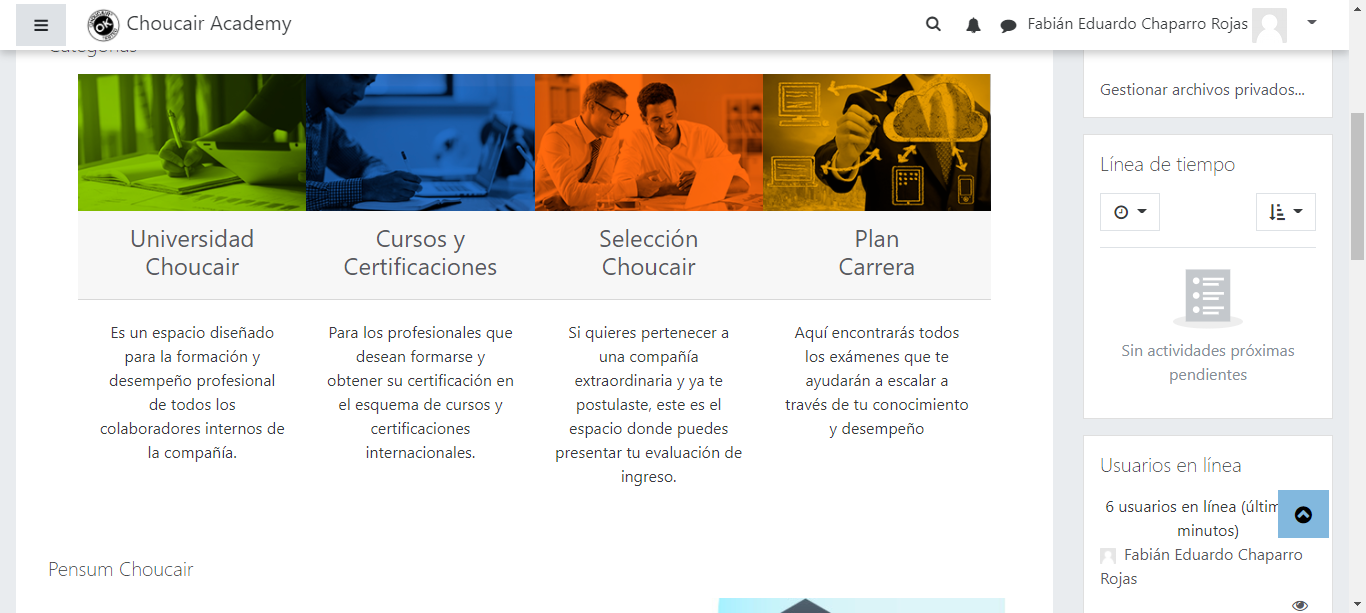 Choucair Academy
Fabián Eduardo Chaparro Rojas
Categorías
Universidad
Choucair
Es un espacio diseñado
para la formación y
desempeño profesional
de todos los
colaboradores internos de
la compañía.
Cursos y
Certificaciones
Para los profesionales que
desean formarse y
obtener su certificación en
el esquema de cursos y
certificaciones
internacionales.
Selección
Choucair
Si quieres pertenecer a
una compañía
extraordinaria y ya te
postulaste, este es el
espacio donde puedes
presentar tu evaluación de
ingreso.
Plan
Carrera
Aquí encontrarás todos
los exámenes que te
ayudarán a escalar a
través de tu conocimiento
y desempeño
Pensum Choucair
Gestionar archivos privados...
Línea de tiempo
Sin actividades próximas
pendientes
Usuarios en línea
6 usuarios en línea
minutos)
Fabián Eduardo Chaparro
Rojas